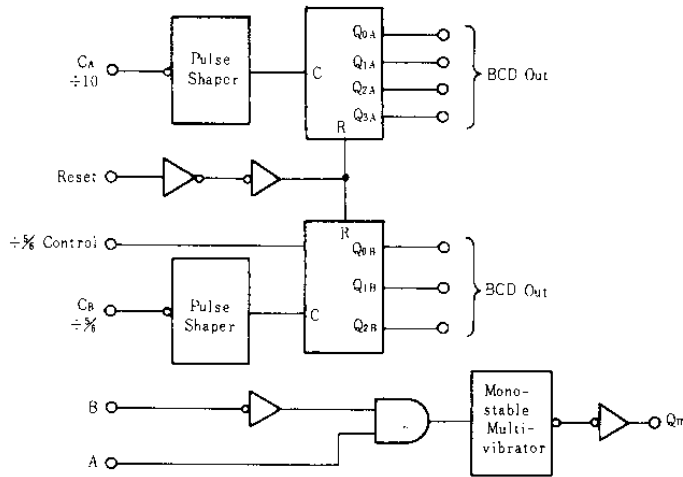 CA
÷10
Pulse
Shaper
C
Q0A
Q1A
Q2A
Q3A
R
BCD Out
Reset
÷5/6 Control
R
CB
÷5/6
Pulse
Shaper
C
Q0B
Q1B
Q2B
BCD Out
B
A
Mono-
stable
Multi-
vibrator
Qm